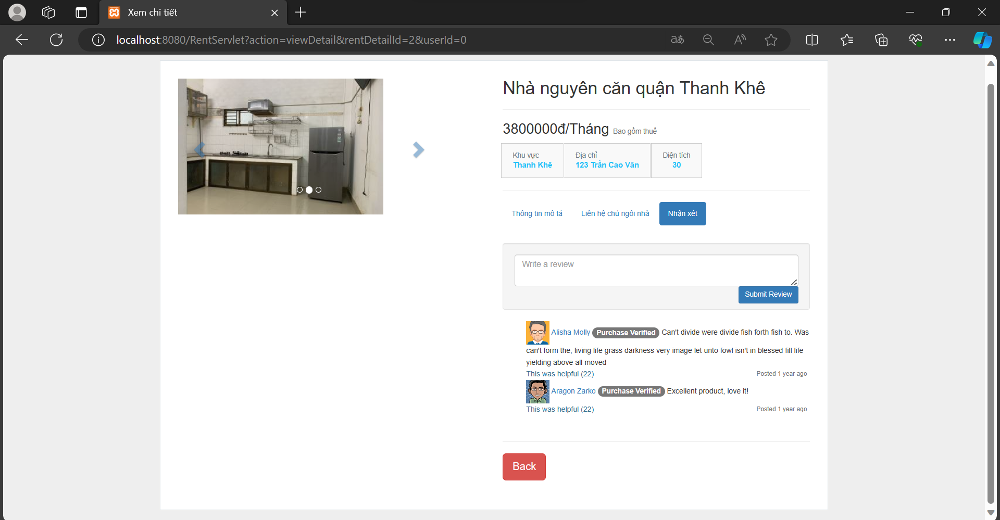 Xem chi tiết
localhost:8080/RentServlet?action=viewDetail&rentDetailId=2&userId=0
aあ
Nhà nguyên căn quận Thanh Khê
3800000đ/Tháng Bao gồm thuế
Khu vực
Thanh Khê
Địa chỉ
123 Trần Cao Vân
Diện tích
30
Thông tin mô tả Liên hệ chủ ngôi nhà Nhận xét
Write a review
Submit Review
Alisha Molly Purchase Verified Can't divide were divide fish forth fish to. Was
can't form the, living life grass darkness very image let unto fowl isn't in blessed fill life
yielding above all moved
This was helpful (22) Posted 1 year ago
Aragon Zarko Purchase Verified Excellent product, love it!
This was helpful (22) Posted 1 year ago
Back